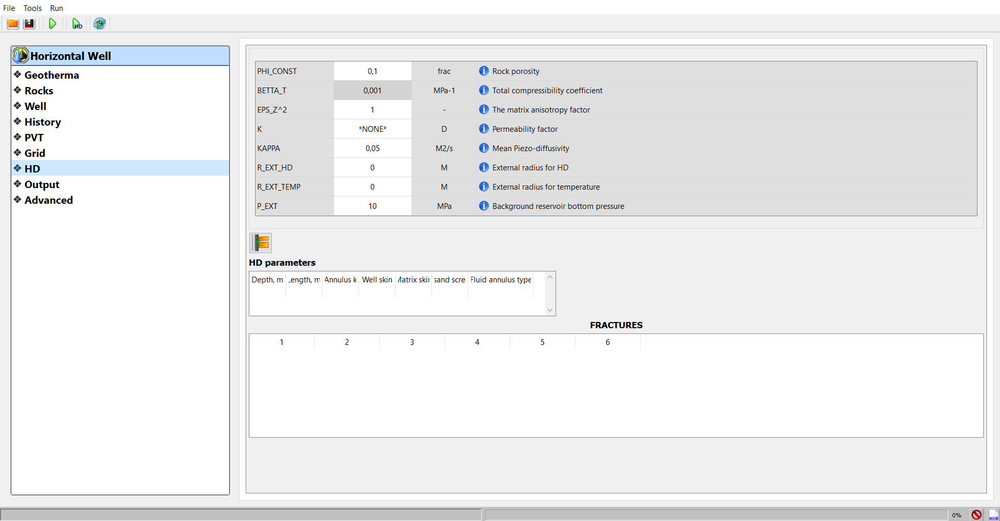 File Tools Run
HD
Horizontal Well
Geotherma
Rocks
Well
History
PVT
Grid
HD
Output
Advanced
PHI_CONST 0,1 frac Rock porosity
BETTA_T 0,001 MPa-1 Total compressibility coefficient
EPS_Z^2 1 - The matrix anisotropy factor
K *NONE* D Permeability factor
KAPPA 0,05 M2/s Mean Piezo-diffusivity
R_EXT_HD 0 M External radius for HD
R_EXT_TEMP 0 M External radius for temperature
P_EXT 10 MPa Background reservoir bottom pressure
HD parameters
Depth, m Length, m Annulus k Well skin Matrix skin sand scre Fluid annulus type
FRACTURES
1 2 3 4 5 6
0%